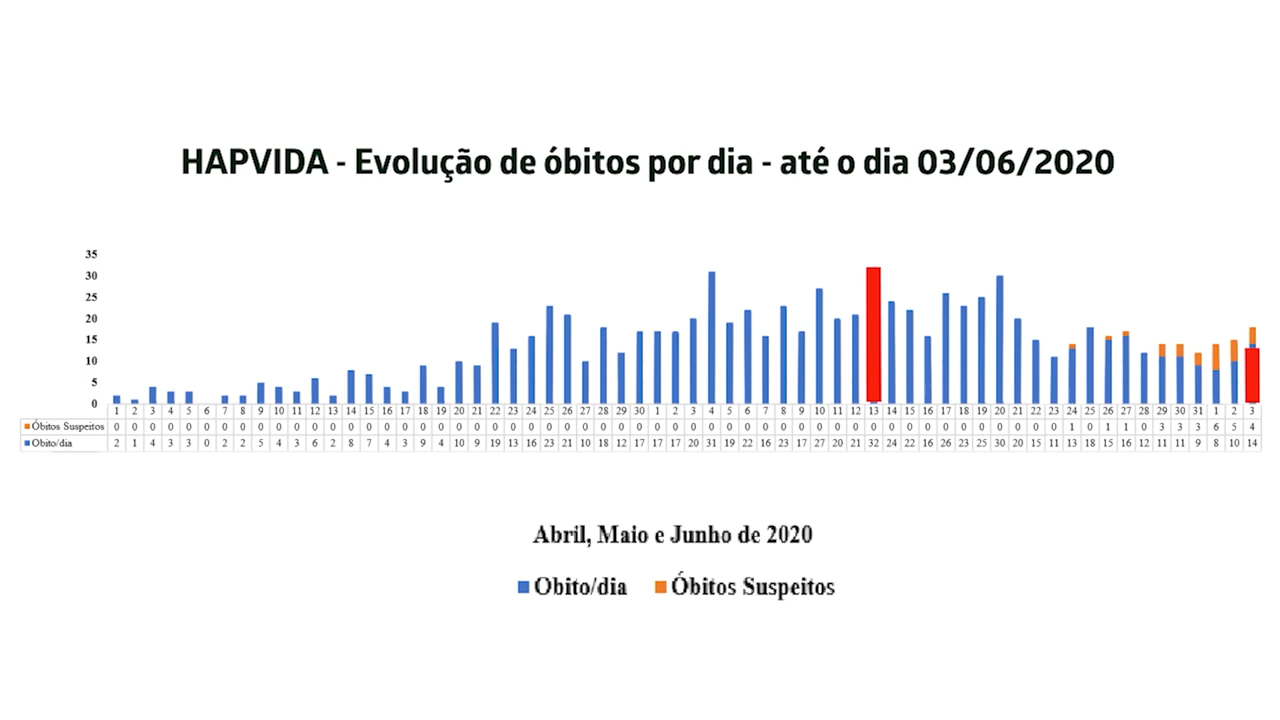 HAPVIDA - Evolução de óbitos por dia - até o dia 03/06/2020
35
30
25
20
15
10
5
0
1 2 3 4 5 6 7 8 9 10 11 12 13 14 15 16 17 18 19 20 21 22 23 24 25 26 27 28 29 30 1 2 3 4 5 6 7 8 9 10 11 12 13 14 15 16 17 18 19 20 21 22 23 24 25 26 27 28 29 30 31 1 2 3
Óbitos Suspeitos 0 0 0 0 0 0 0 0 0 0 0 0 0 0 0 0 0 0 0 0 0 0 0 0 0 0 0 0 0 0 0 0 0 0 0 0 0 0 0 0 0 0 0 0 0 0 0 0 0 0 0 0 0 1 0 1 1 0 3 3 3 6 5 4
Obito/dia 2 1 4 3 3 0 2 2 5 4 3 6 2 8 7 4 3 9 4 10 9 19 13 16 23 21 10 18 12 17 17 17 20 31 19 22 16 23 17 27 20 21 32 24 22 16 26 23 25 30 20 15 11 13 18 15 16 12 11 11 9 8 10 14
Abril, Maio e Junho de 2020
Obito/dia Óbitos Suspeitos